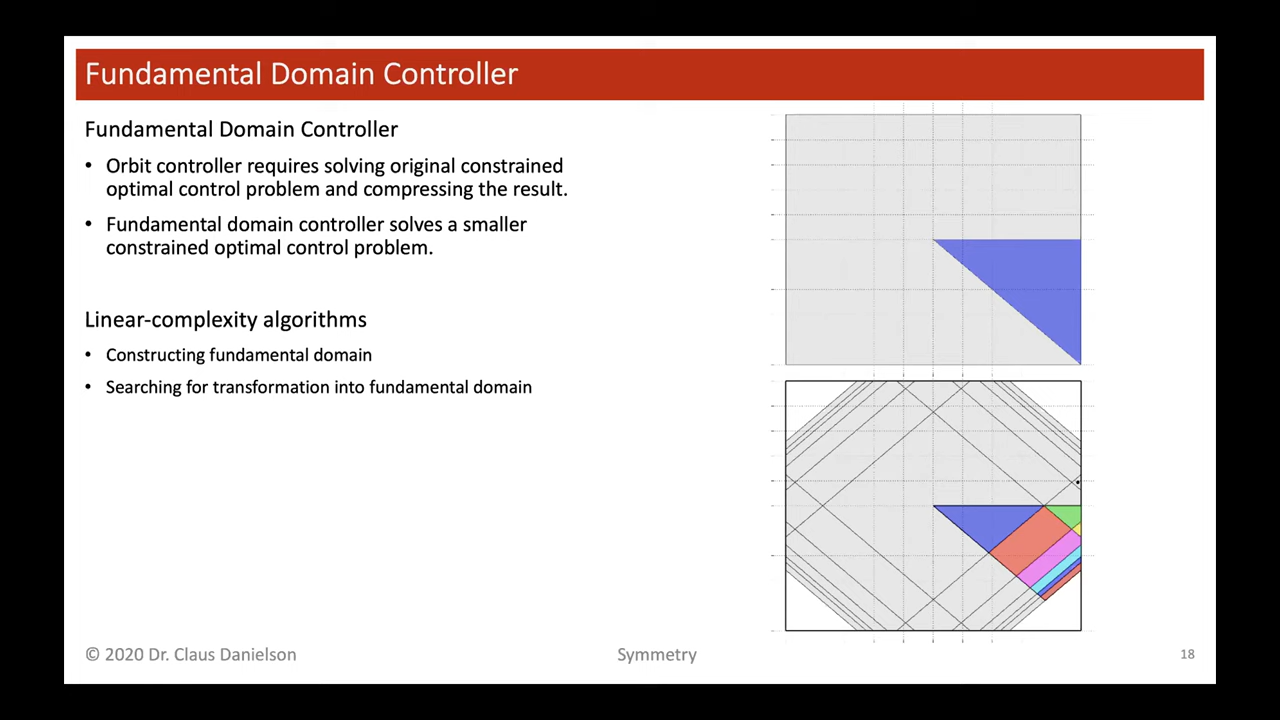 Fundamental Domain Controller
Fundamental Domain Controller
• Orbit controller requires solving original constrained
optimal control problem and compressing the result.
• Fundamental domain controller solves a smaller
constrained optimal control problem.
Linear-complexity algorithms
• Constructing fundamental domain
• Searching for transformation into fundamental domain
© 2020 Dr. Claus Danielson
Symmetry
18